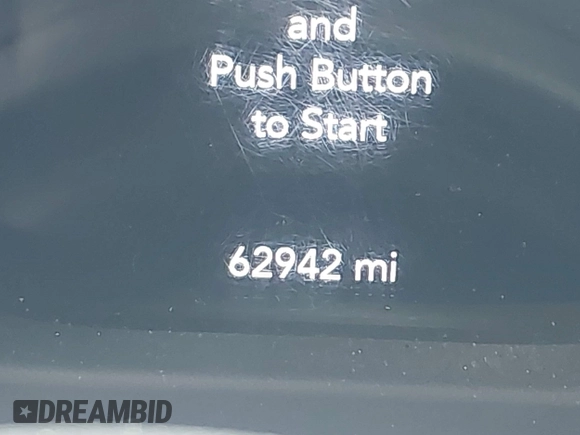 and
Push Button
to Start
62942 mi
DREAMBID